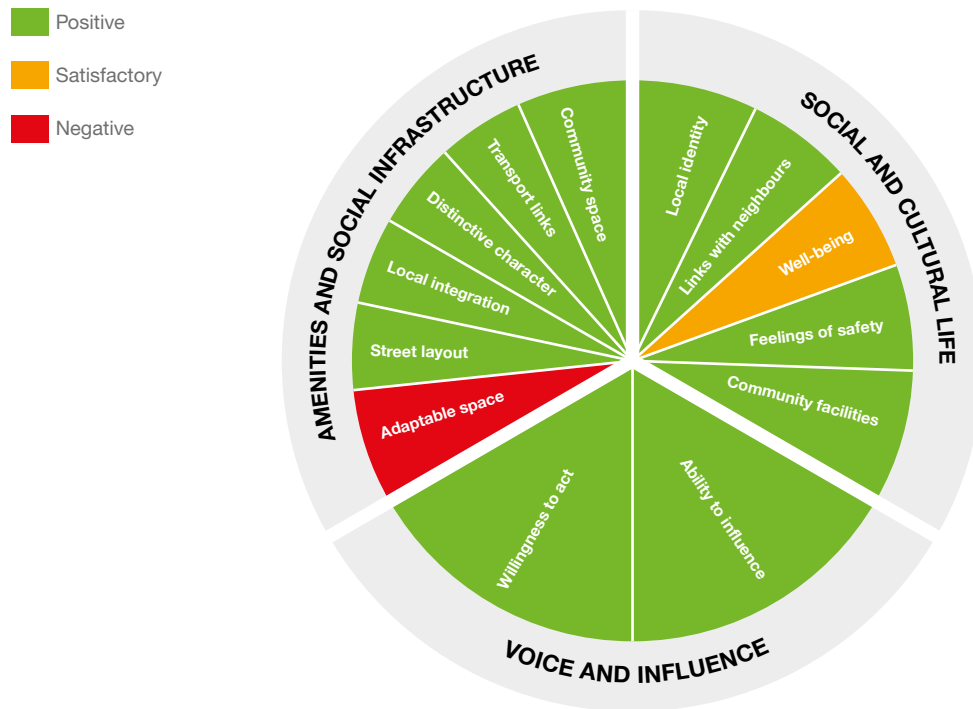 Positive
Satisfactory
Negative
AMENITIES AND SOCIAL INFRASTRUCTURE
Community space
Transport links
Distinctive character
Local integration
Street layout
Adaptable space
SOCIAL AND CULTURAL LIFE
Local identity
Links with neighbours
Well-being
Feelings of safety
Community facilities
Willingness to act
Ability to influence
VOICE AND INFLUENCE